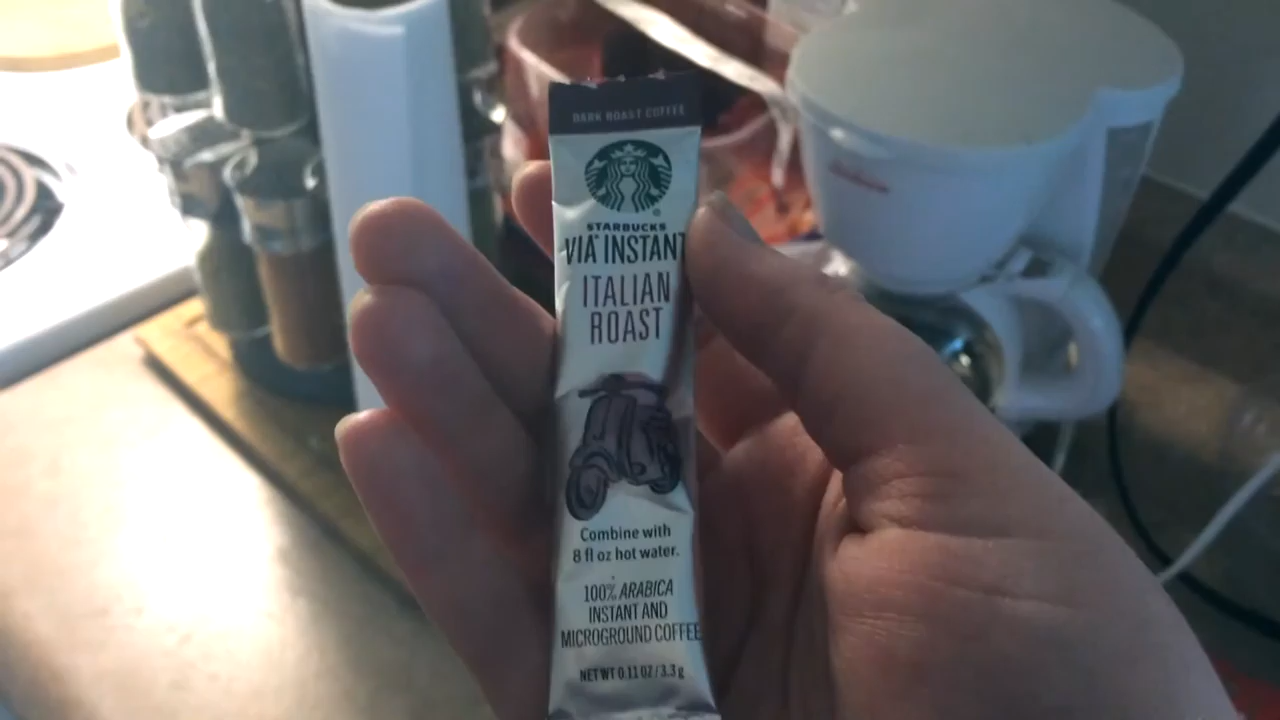 DARK ROAST COFFEE
STARBUCKS
VIA INSTANT
ITALIAN
ROAST
Combine with
8 fl oz hot water.
100% ARABICA
INSTANT AND
MICROGROUND COFFEE
NET WT 0.11 OZ / 3.3 g